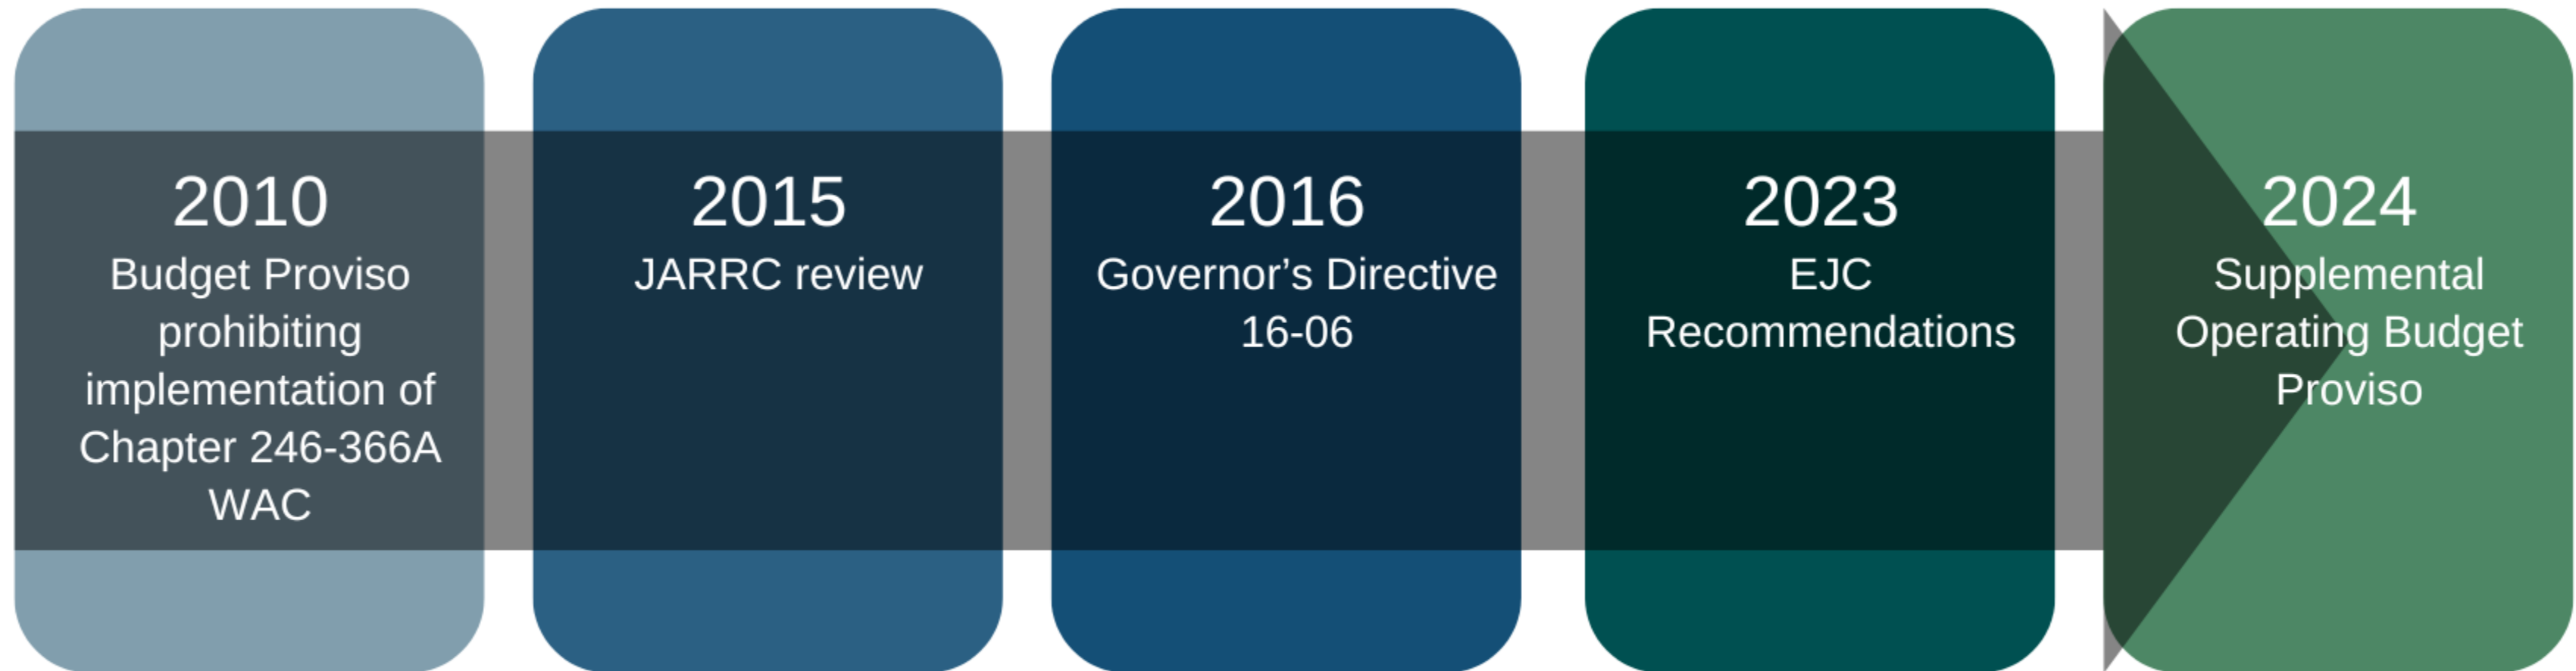 2010
Budget Proviso
prohibiting
implementation of
Chapter 246-366A
WAC
2015
JARRC review
2016
Governor’s Directive
16-06
2023
EJC
Recommendations
2024
Supplemental
Operating Budget
Proviso